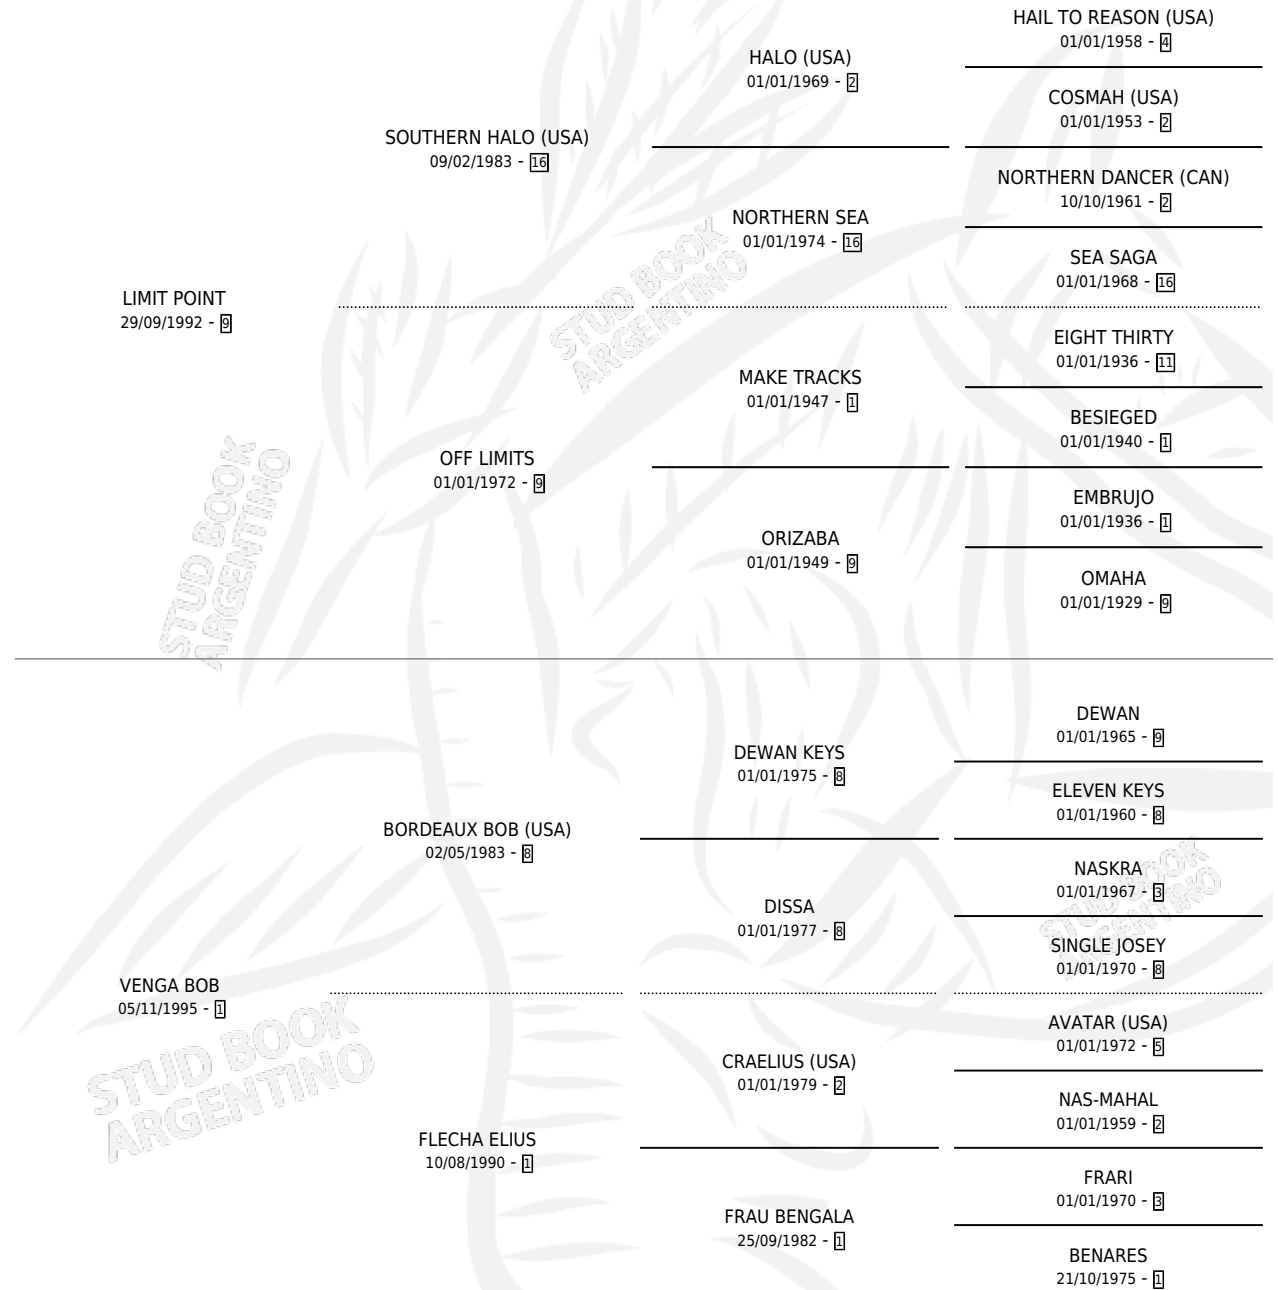 HAIL TO REASON (USA)
01/01/1958 - 4
HALO (USA)
01/01/1969 - 2
COSMAH (USA)
01/01/1953 - 2
SOUTHERN HALO (USA)
09/02/1983 - 16
NORTHERN DANCER (CAN)
10/10/1961 - 2
NORTHERN SEA
01/01/1974 - 16
SEA SAGA
01/01/1968 - 16
LIMIT POINT
29/09/1992 - 9
STUD BOOK
ARGENTINO
EIGHT THIRTY
01/01/1936 - 11
MAKE TRACKS
01/01/1947 - 1
BESIEGED
01/01/1940 - 1
OFF LIMITS
01/01/1972 - 9
EMBRUJO
01/01/1936 - 1
ORIZABA
01/01/1949 - 9
OMAHA
01/01/1929 - 9
STUD BOOK
ARGENTINO
DEWAN
01/01/1965 - 9
DEWAN KEYS
01/01/1975 - 8
ELEVEN KEYS
01/01/1960 - 8
BORDEAUX BOB (USA)
02/05/1983 - 8
NASKRA
01/01/1967 - 3
DISSA
01/01/1977 - 8
SINGLE JOSEY
01/01/1970 - 8
STUD BOOK
ARGENTINO
VENGA BOB
05/11/1995 - 1
AVATAR (USA)
01/01/1972 - 5
CRAELIUS (USA)
01/01/1979 - 2
NAS-MAHAL
01/01/1959 - 2
STUD BOOK
ARGENTINO
FLECHA ELIUS
10/08/1990 - 1
FRARI
01/01/1970 - 3
FRAU BENGALA
25/09/1982 - 1
BENARES
21/10/1975 - 1